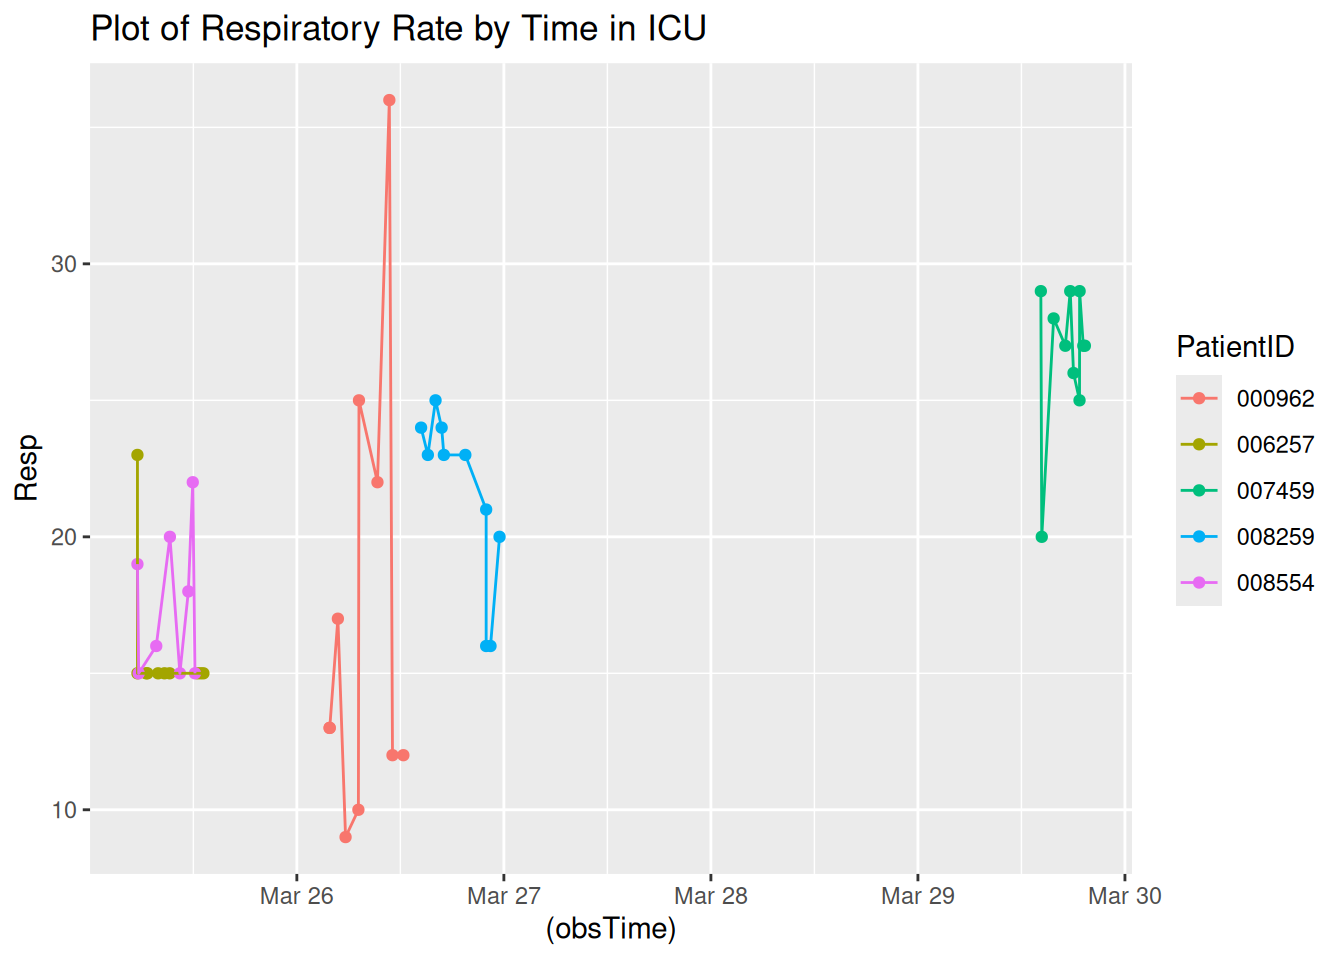 Plot of Respiratory Rate by Time in ICU
Resp
30
20
10
Mar 26 Mar 27 Mar 28 Mar 29 Mar 30
(obsTime)
PatientID
000962
006257
007459
008259
008554